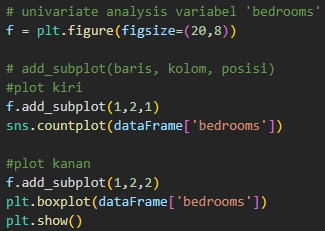 # univariate analysis variabel 'bedrooms'
f = plt.figure(figsize=(20,8))
# add_subplot(baris, kolom, posisi)
#plot kiri
f.add_subplot(1,2,1)
sns.countplot(dataFrame['bedrooms'])
#plot kanan
f.add_subplot(1,2,2)
plt.boxplot(dataFrame['bedrooms'])
plt.show()